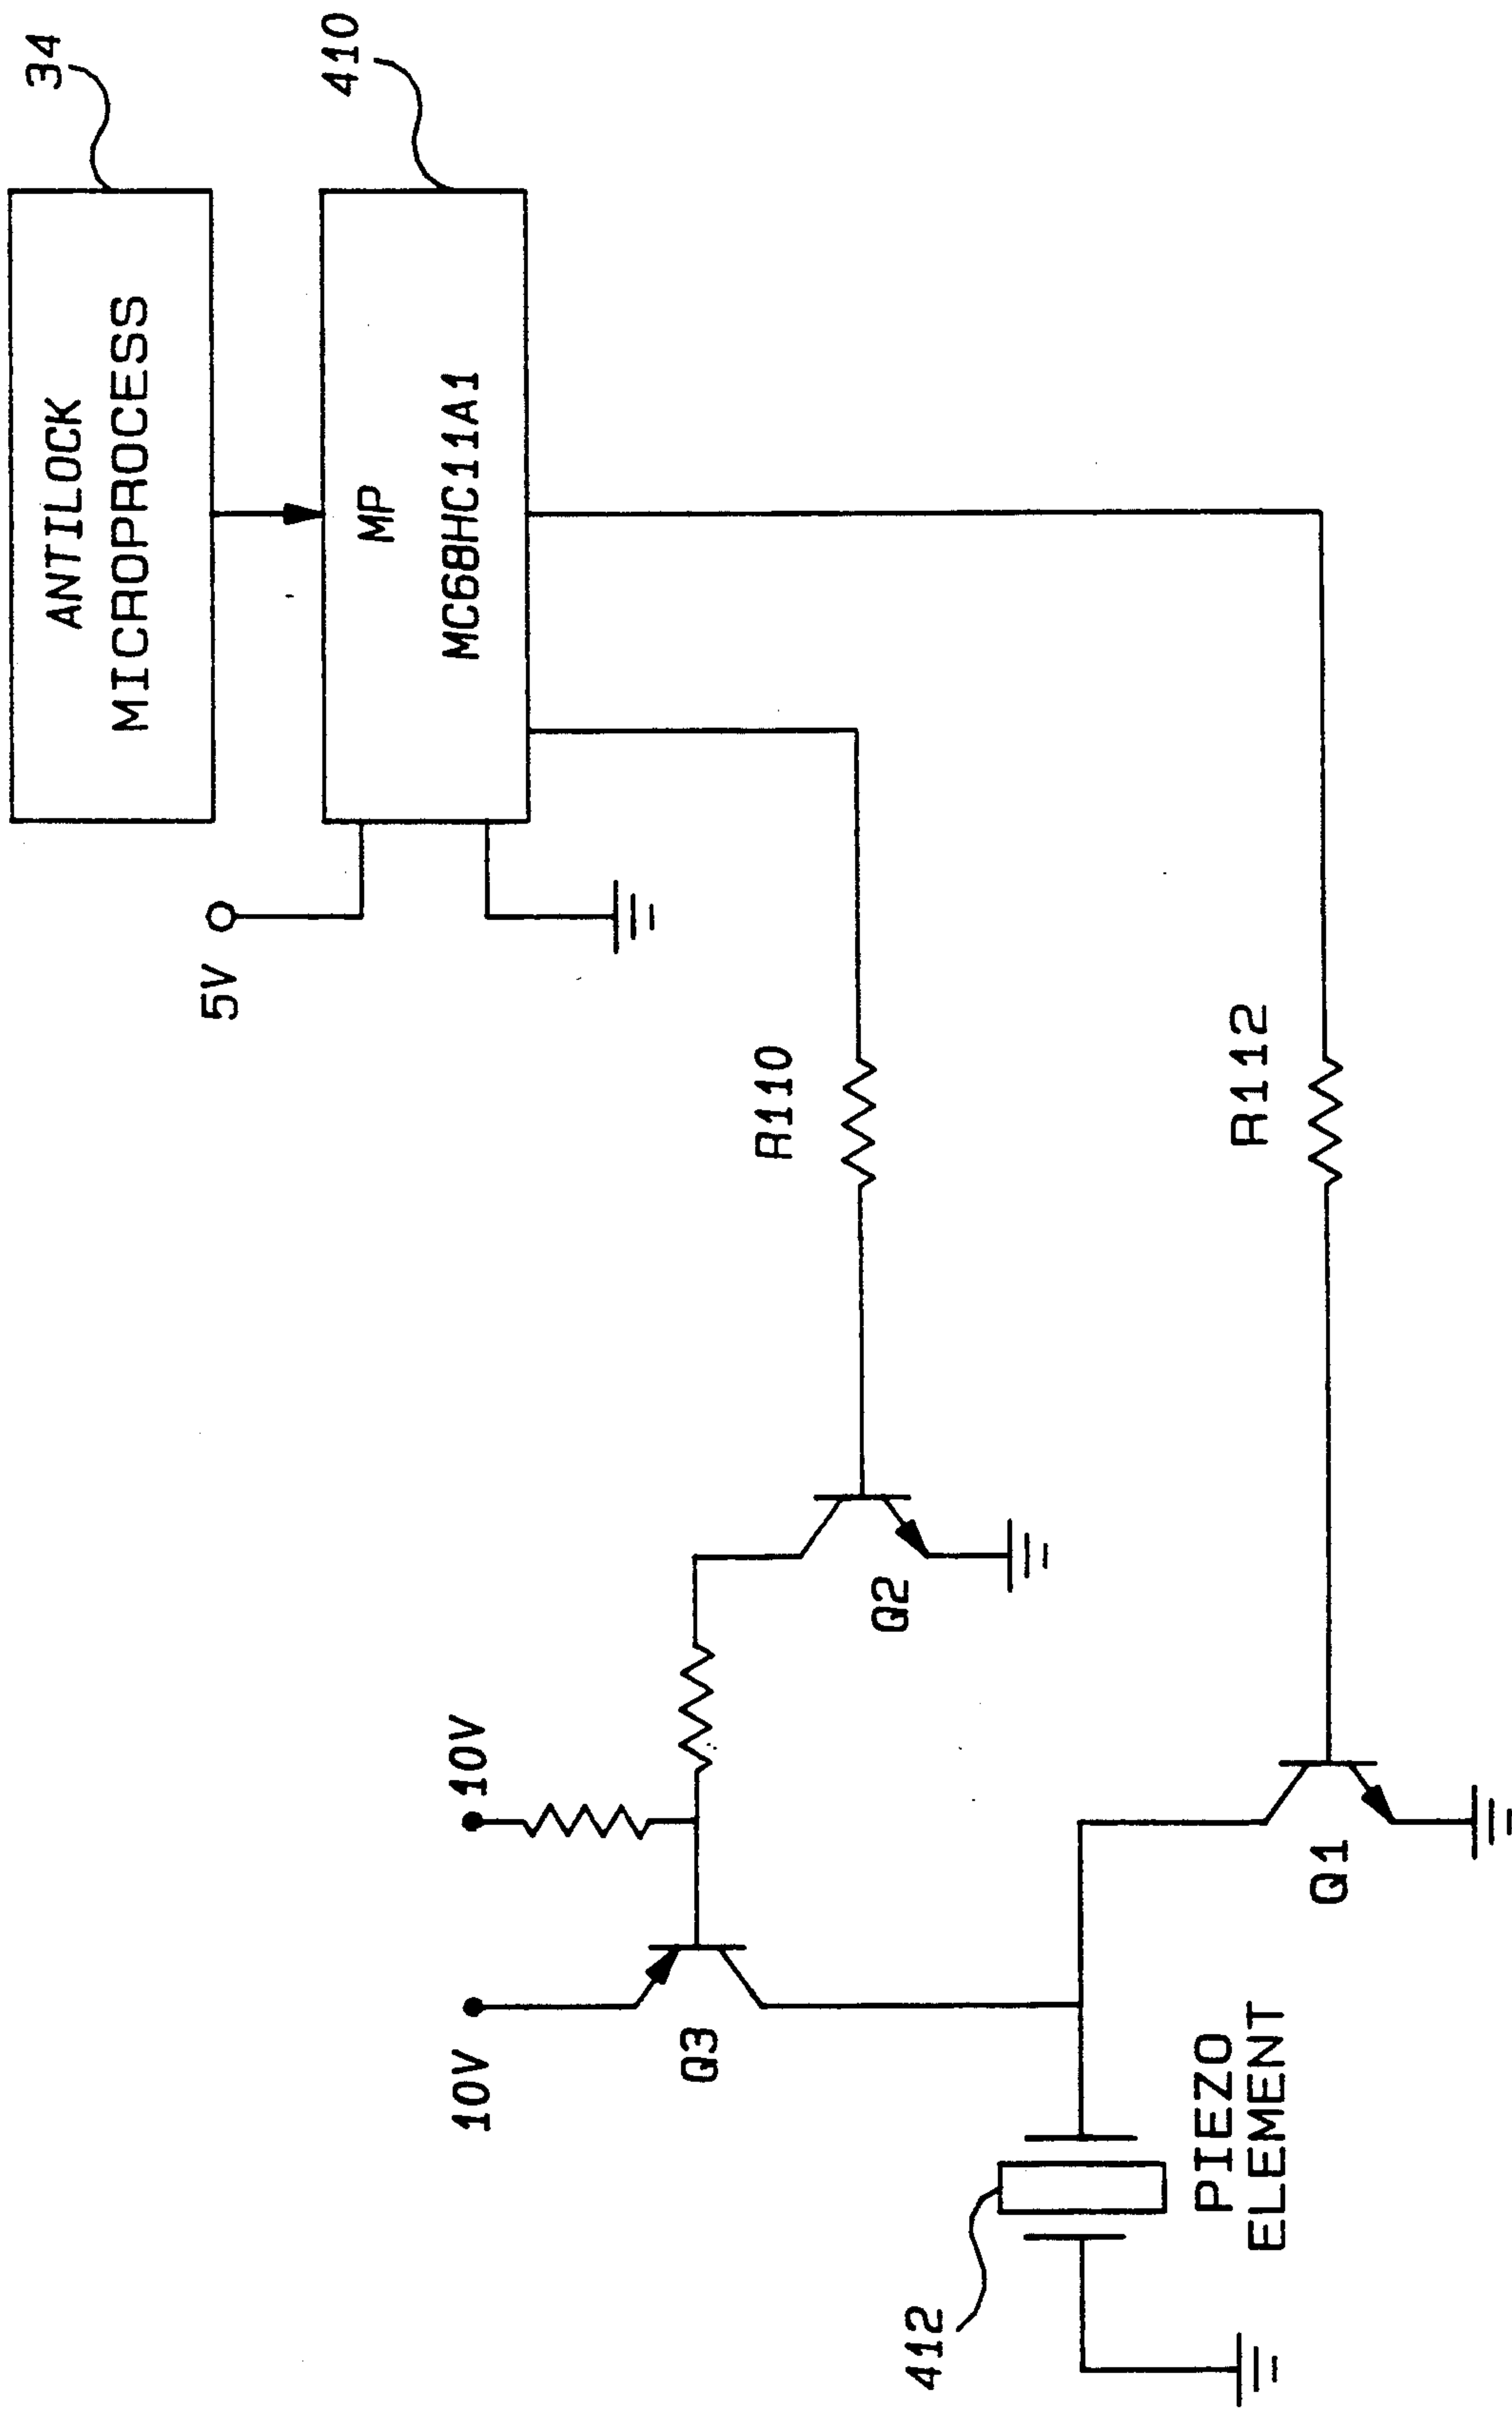 ANTILOCK
MICROPROCESS
34
MP
MC68HC11A1
410
5V
R110
R112
10V
10V
Q2
Q3
Q1
412
PIEZO
ELEMENT